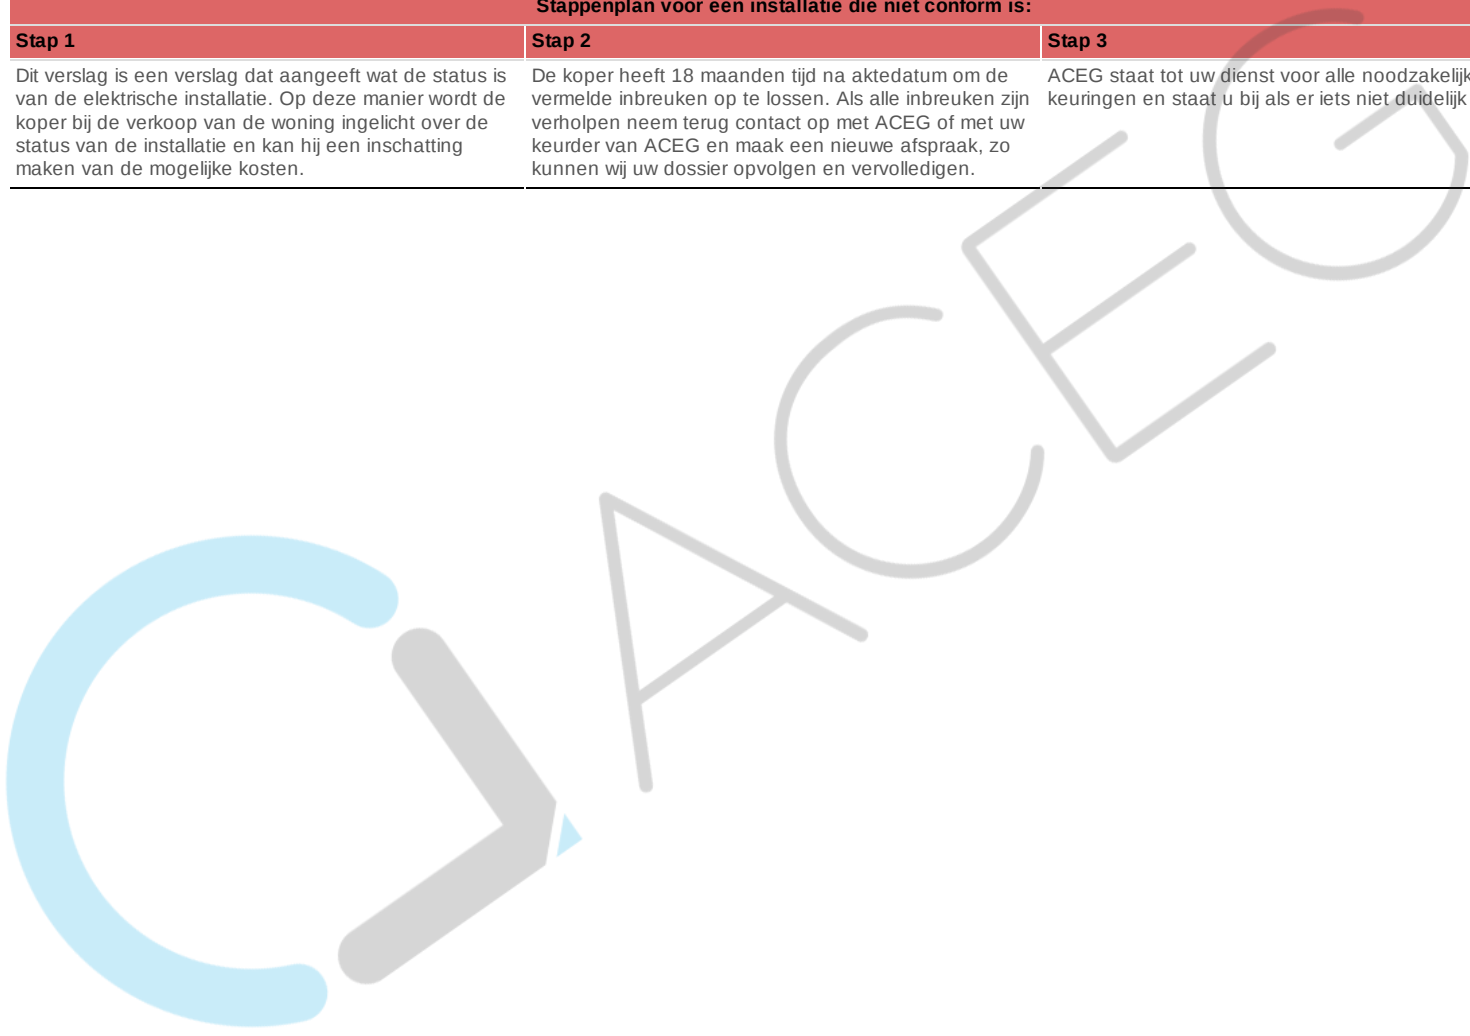 Stappenplan voor een installatie die niet conform is:
Stap 1
Stap 2
Stap 3
Dit verslag is een verslag dat aangeeft wat de status is
van de elektrische installatie. Op deze manier wordt de
koper bij de verkoop van de woning ingelicht over de
status van de installatie en kan hij een inschatting
maken van de mogelijke kosten.
De koper heeft 18 maanden tijd na aktedatum om de
vermelde inbreuken op te lossen. Als alle inbreuken zijn
verholpen neem terug contact op met ACEG of met uw
keurder van ACEG en maak een nieuwe afspraak, zo
kunnen wij uw dossier opvolgen en vervolledigen.
ACEG staat tot uw dienst voor alle
keuringen en staat u bij als er iets niet duidelijk
ACEG